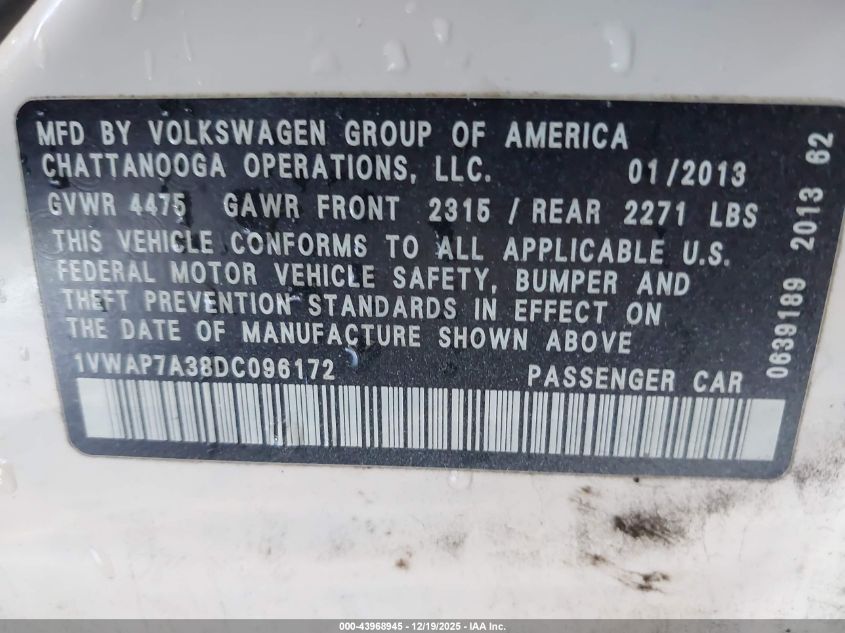 MFD BY VOLKSWAGEN GROUP OF AMERICA
CHATTANOOGA OPERATIONS, LLC. 01/2013
GVWR 4475 GAWR FRONT 2315 / REAR 2271 LBS
THIS VEHICLE CONFORMS TO ALL APPLICABLE U.S.
FEDERAL MOTOR VEHICLE SAFETY, BUMPER AND
THEFT PREVENTION STANDARDS IN EFFECT ON
THE DATE OF MANUFACTURE SHOWN ABOVE
1VWAP7A38DC096172 PASSENGER CAR
0639189 2013 62
000-43968945 - 12/19/2025 - IAA Inc.